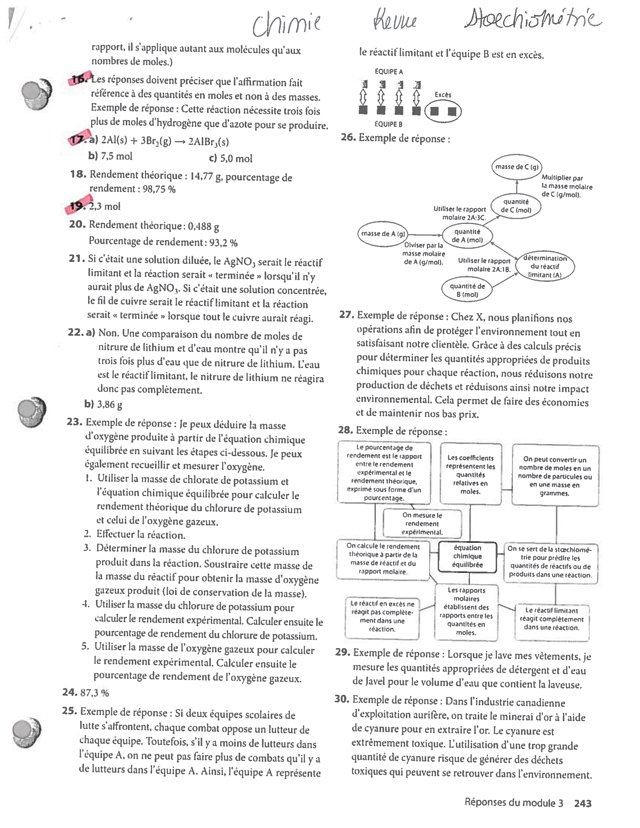 Chimie Revue Stoechiométrie
rapport, il s'applique autant aux molécules qu'aux
nombres de moles.)
16. Les réponses doivent préciser que l'affirmation fait
référence à des quantités en moles et non à des masses.
Exemple de réponse : Cette réaction nécessite trois fois
plus de moles d'hydrogène que d'azote pour se produire.
17. a) 2Al(s) + 3Br₂(g) → 2AlBr₃(s)
b) 7,5 mol c) 5,0 mol
18. Rendement théorique : 14,77 g, pourcentage de
rendement : 98,75 %
19. 2,3 mol
20. Rendement théorique : 0,488 g
Pourcentage de rendement : 93,2 %
21. Si c'était une solution diluée, le AgNO₃ serait le réactif
limitant et la réaction serait « terminée » lorsqu'il n'y
aurait plus de AgNO₃. Si c'était une solution concentrée,
le fil de cuivre serait le réactif limitant et la réaction
serait « terminée » lorsque tout le cuivre aurait réagi.
22. a) Non. Une comparaison du nombre de moles de
nitrure de lithium et d'eau montre qu'il n'y a pas
trois fois plus d'eau que de nitrure de lithium. L'eau
est le réactif limitant, le nitrure de lithium ne réagira
donc pas complètement.
b) 3,86 g
23. Exemple de réponse : Je peux déduire la masse
d'oxygène produite à partir de l'équation chimique
équilibrée en suivant les étapes ci-dessous. Je peux
également recueillir et mesurer l'oxygène.
1. Utiliser la masse de chlorate de potassium et
l'équation chimique équilibrée pour calculer le
rendement théorique du chlorure de potassium
et celui de l'oxygène gazeux.
2. Effectuer la réaction.
3. Déterminer la masse du chlorure de potassium
produit dans la réaction. Soustraire cette masse de
la masse du réactif pour obtenir la masse d'oxygène
gazeux produit (loi de conservation de la masse).
4. Utiliser la masse du chlorure de potassium pour
calculer le rendement expérimental. Calculer ensuite le
pourcentage de rendement du chlorure de potassium.
5. Utiliser la masse de l'oxygène gazeux pour calculer
le rendement expérimental. Calculer ensuite le
pourcentage de rendement de l'oxygène gazeux.
24. 87,3 %
25. Exemple de réponse : Si deux équipes scolaires de
lutte s'affrontent, chaque combat oppose un lutteur de
chaque équipe. Toutefois, s'il y a moins de lutteurs dans
l'équipe A, on ne peut pas faire plus de combats qu'il y a
de lutteurs dans l'équipe A. Ainsi, l'équipe A représente
le réactif limitant et l'équipe B est en excès.
ÉQUIPE A
Excès
ÉQUIPE B
26. Exemple de réponse :
masse de C (g)
Multiplier par
la masse molaire
de C (g/mol).
quantité
de C (mol)
Utiliser le rapport
molaire 2A:3C.
masse de A (g)
quantité
de A (mol)
Diviser par la
masse molaire
de A (g/mol).
Utiliser le rapport
molaire 2A:1B.
détermination
du réactif
limitant (A)
quantité de
B (mol)
27. Exemple de réponse : Chez X, nous planifions nos
opérations afin de protéger l'environnement tout en
satisfaisant notre clientèle. Grâce à des calculs précis
pour déterminer les quantités appropriées de produits
chimiques pour chaque réaction, nous réduisons notre
production de déchets et réduisons ainsi notre impact
environnemental. Cela permet de faire des économies
et de maintenir nos bas prix.
28. Exemple de réponse :
Le pourcentage de
rendement est le rapport
entre le rendement
expérimental et le
rendement théorique,
exprimé sous forme d'un
pourcentage.
Les coefficients
représentent les
quantités
relatives en
moles.
On peut convertir un
nombre de moles en un
nombre de particules ou
en une masse en
grammes.
On mesure le
rendement
expérimental.
On calcule le rendement
théorique à partir de la
masse de réactif et du
rapport molaire.
équation
chimique
équilibrée
On se sert de la stœchiomé-
trie pour prédire les
quantités de réactifs ou de
produits dans une réaction.
Le réactif en excès ne
réagit pas complète-
ment dans une
réaction.
Les rapports
molaires
établissent des
rapports entre les
quantités en
moles.
Le réactif limitant
réagit complètement
dans une réaction.
29. Exemple de réponse : Lorsque je lave mes vêtements, je
mesure les quantités appropriées de détergent et d'eau
de Javel pour le volume d'eau que contient la laveuse.
30. Exemple de réponse : Dans l'industrie canadienne
d'exploitation aurifère, on traite le minerai d'or à l'aide
de cyanure pour en extraire l'or. Le cyanure est
extrêmement toxique. L'utilisation d'une trop grande
quantité de cyanure risque de générer des déchets
toxiques qui peuvent se retrouver dans l'environnement.
Réponses du module 3 243